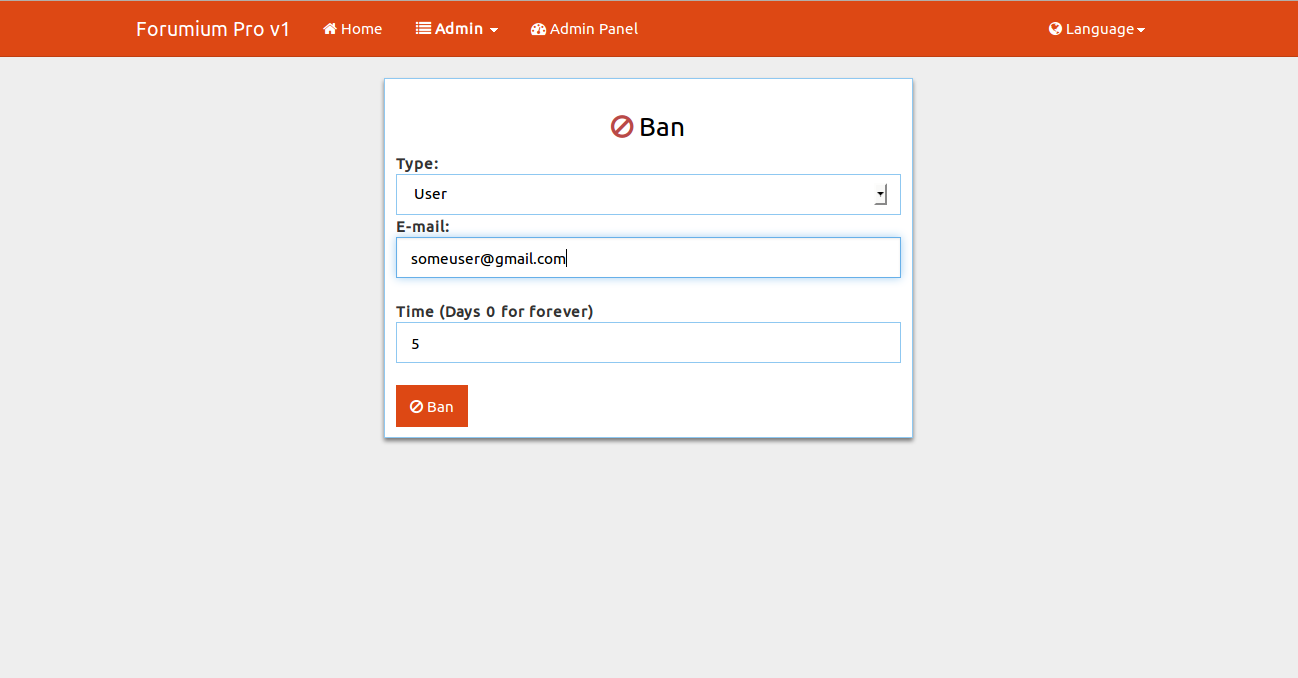 Forumium Pro v1 Home Admin Admin Panel Language
Ban
Type:
User
E-mail:
someuser@gmail.com
Time (Days 0 for forever)
5
Ban